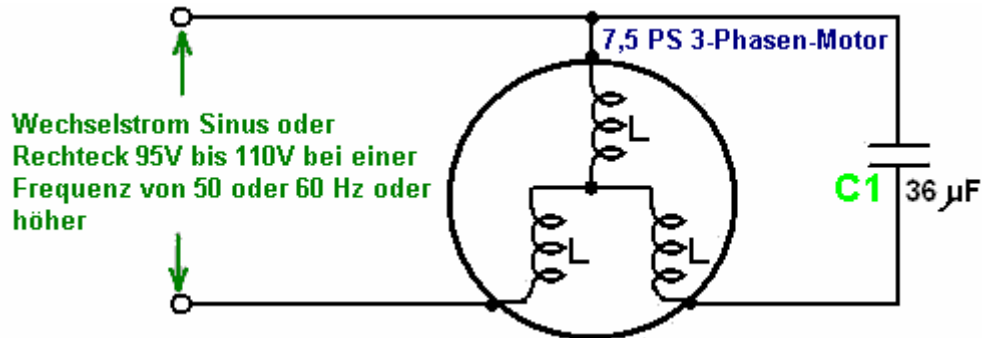 7,5 PS 3-Phasen-Motor
Wechselstrom Sinus oder
Rechteck 95V bis 110V bei einer
Frequenz von 50 oder 60 Hz oder
höher
L
L
L
C1
36 µF